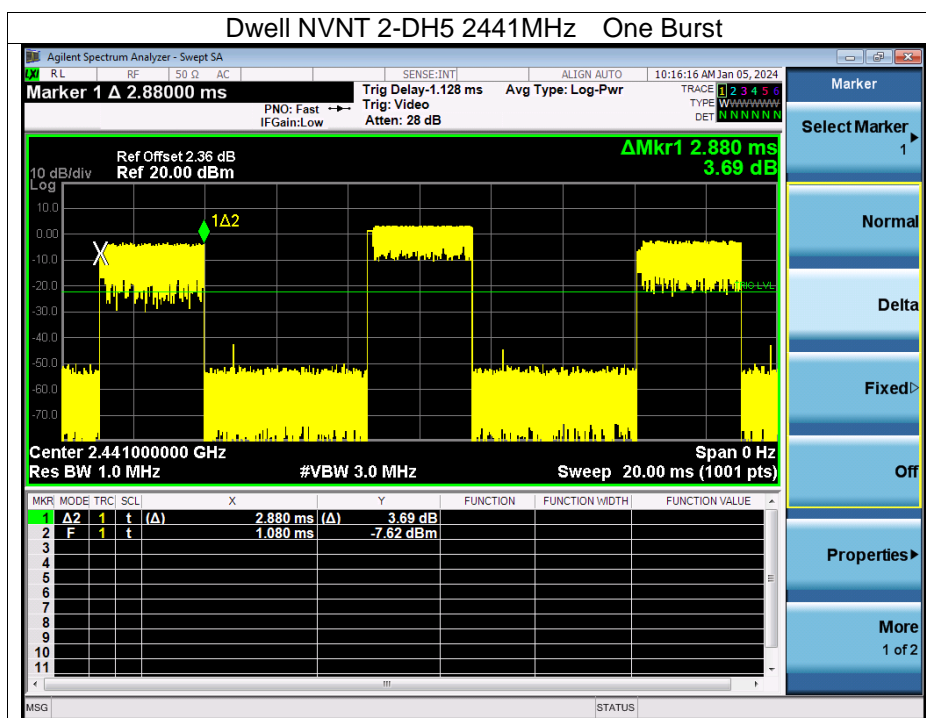 Dwell NVNT 2-DH5 2441MHz One Burst
Agilent Spectrum Analyzer - Swept SA
LXI RL RF 50 Ω AC SENSE:INT ALIGN AUTO 10:16:16 AM Jan 05, 2024
Marker 1 Δ 2.88000 ms
Trig Delay-1.128 ms Avg Type: Log-Pwr TRACE 1 2 3 4 5 6
PNO: Fast Trig: Video TYPE WWWWWW
IFGain:Low Atten: 28 dB DET N N N N N N
ΔMkr1 2.880 ms
3.69 dB
Ref Offset 2.36 dB
10 dB/div Ref 20.00 dBm
Log
10.0
0.00
-10.0
-20.0
-30.0
-40.0
-50.0
-60.0
-70.0
1Δ2
X
TRIG LVL
Center 2.441000000 GHz Span 0 Hz
Res BW 1.0 MHz #VBW 3.0 MHz Sweep 20.00 ms (1001 pts)
MKR MODE TRC SCL X Y FUNCTION FUNCTION WIDTH FUNCTION VALUE
1 Δ2 1 t (Δ) 2.880 ms (Δ) 3.69 dB
2 F 1 t 1.080 ms -7.62 dBm
3
4
5
6
7
8
9
10
11
MSG STATUS
Marker
Select Marker
1
Normal
Delta
Fixed
Off
Properties
More
1 of 2